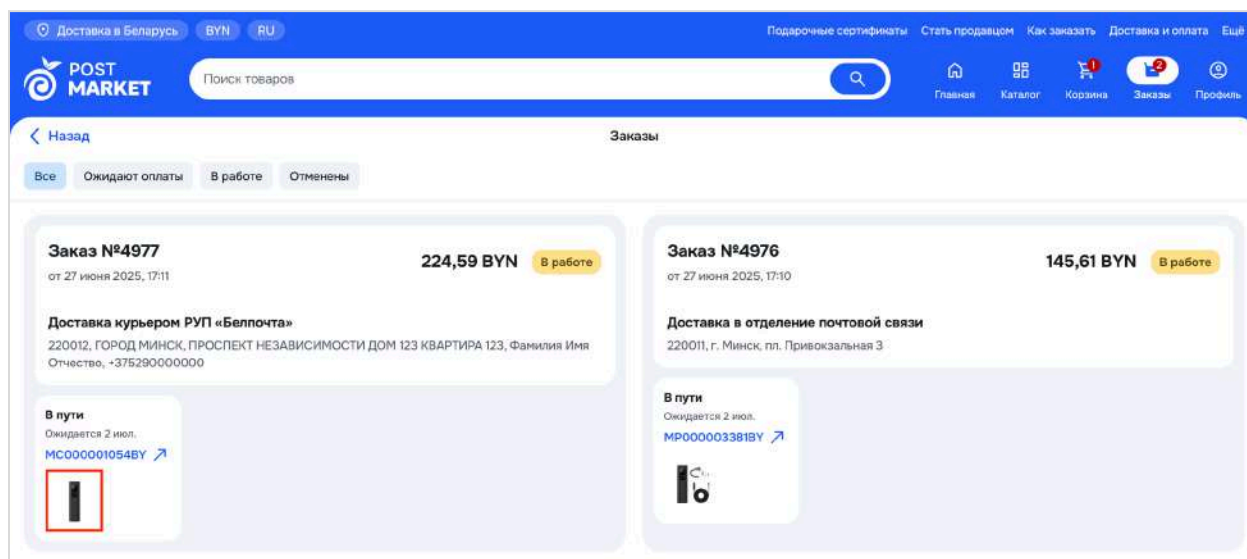 Доставка в Беларусь BYN RU
Подарочные сертификаты Стать продавцом Как заказать Доставка и оплата Ещё
POST
MARKET
Поиск товаров
Главная Каталог 1 Корзина 2 Заказы Профиль
Назад
Заказы
Все Ожидают оплаты В работе Отменены
Заказ №4977
от 27 июня 2025, 17:11
224,59 BYN В работе
Доставка курьером РУП «Белпочта»
220012, ГОРОД МИНСК, ПРОСПЕКТ НЕЗАВИСИМОСТИ ДОМ 123 КВАРТИРА 123, Фамилия Имя
Отчество, +375290000000
В пути
Ожидается 2 июл.
MC000001054BY
Заказ №4976
от 27 июня 2025, 17:10
145,61 BYN В работе
Доставка в отделение почтовой связи
220011, г. Минск, пл. Привокзальная 3
В пути
Ожидается 2 июл.
MP000003381BY